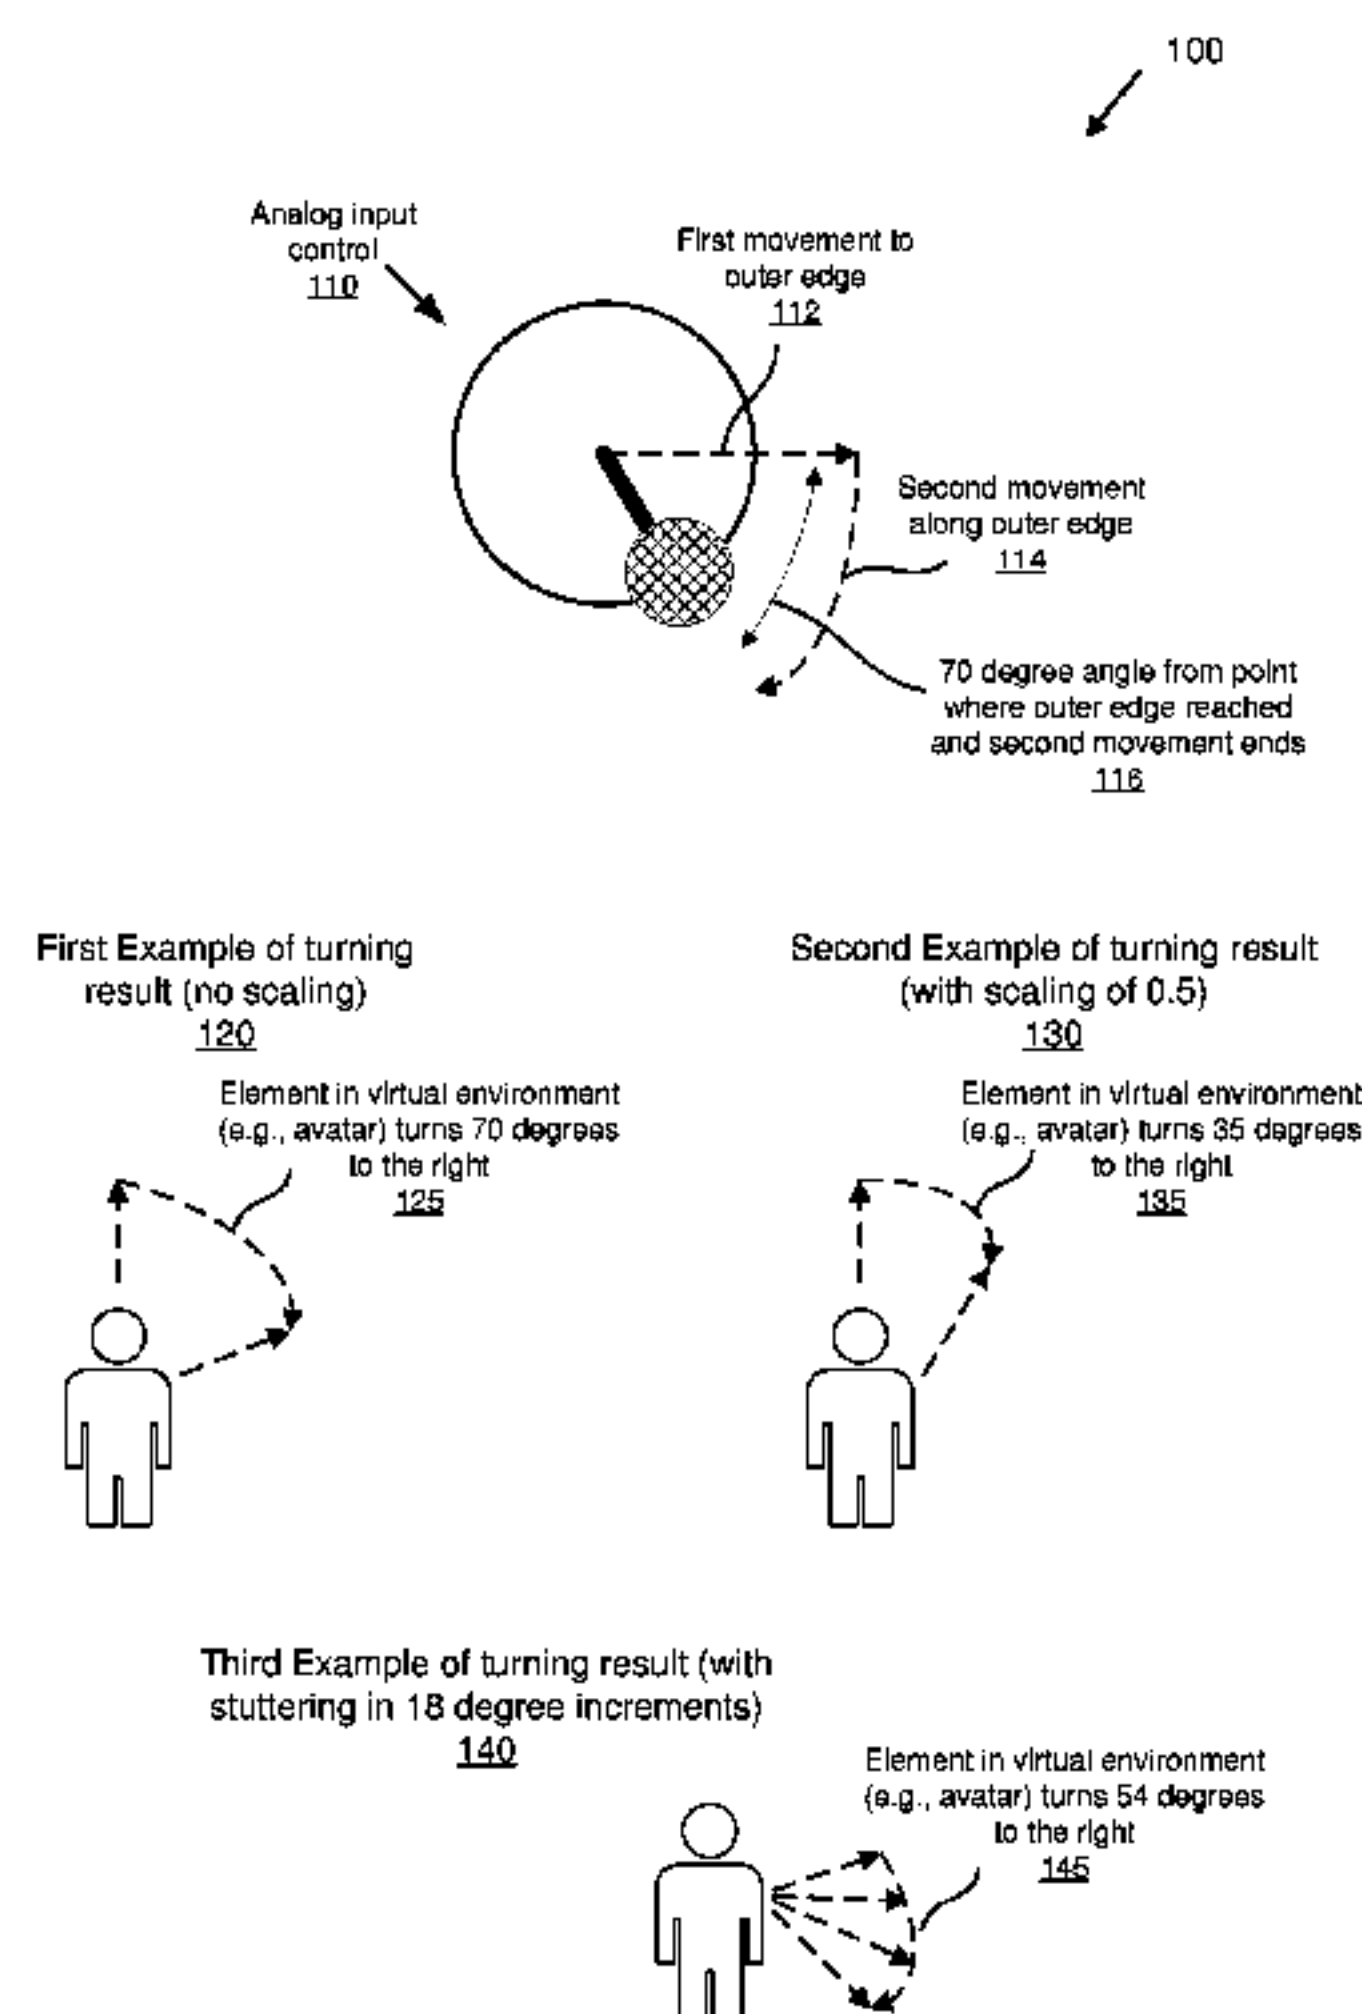 100
Analog input
control
110
First movement to
outer edge
112
Second movement
along outer edge
114
70 degree angle from point
where outer edge reached
and second movement ends
116
First Example of turning
result (no scaling)
120
Element in virtual environment
(e.g., avatar) turns 70 degrees
to the right
125
Second Example of turning result
(with scaling of 0.5)
130
Element in virtual environment
(e.g., avatar) turns 35 degrees
to the right
135
Third Example of turning result (with
stuttering in 18 degree increments)
140
Element in virtual environment
(e.g., avatar) turns 54 degrees
to the right
145